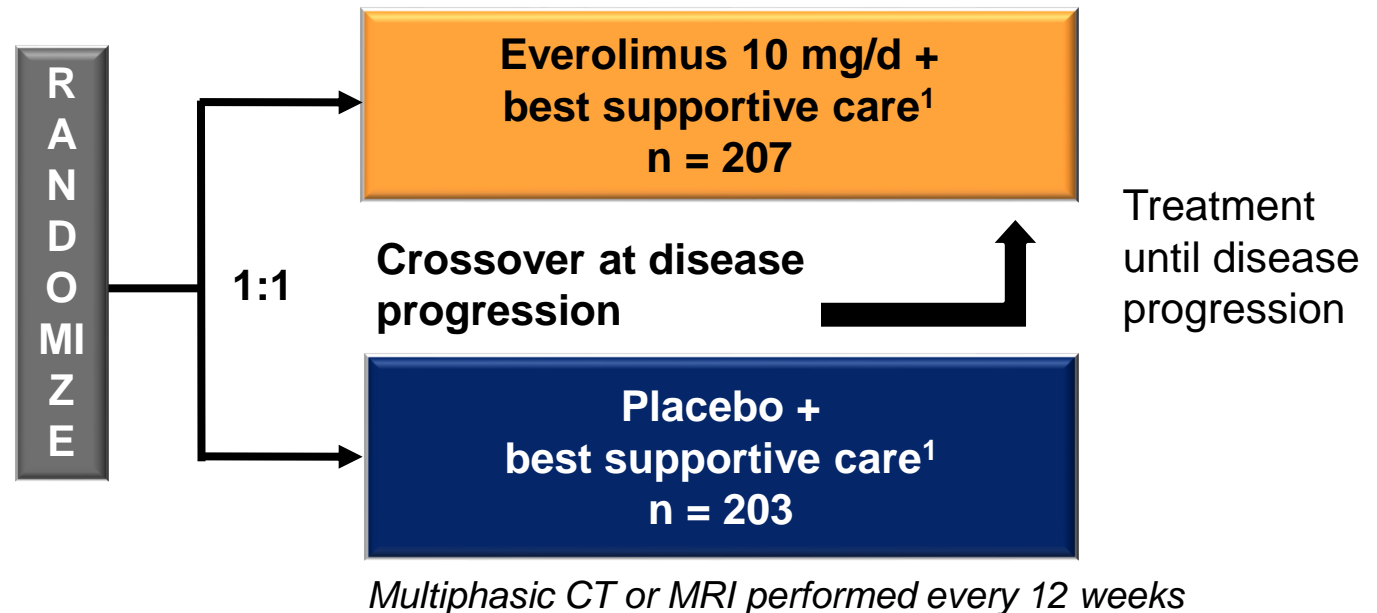 R
A
N
D
O
MI
Z
E
1:1
Everolimus 10 mg/d +
best supportive care¹
n = 207
Crossover at disease
progression
Treatment
until disease
progression
Placebo +
best supportive care¹
n = 203
Multiphasic CT or MRI performed every 12 weeks